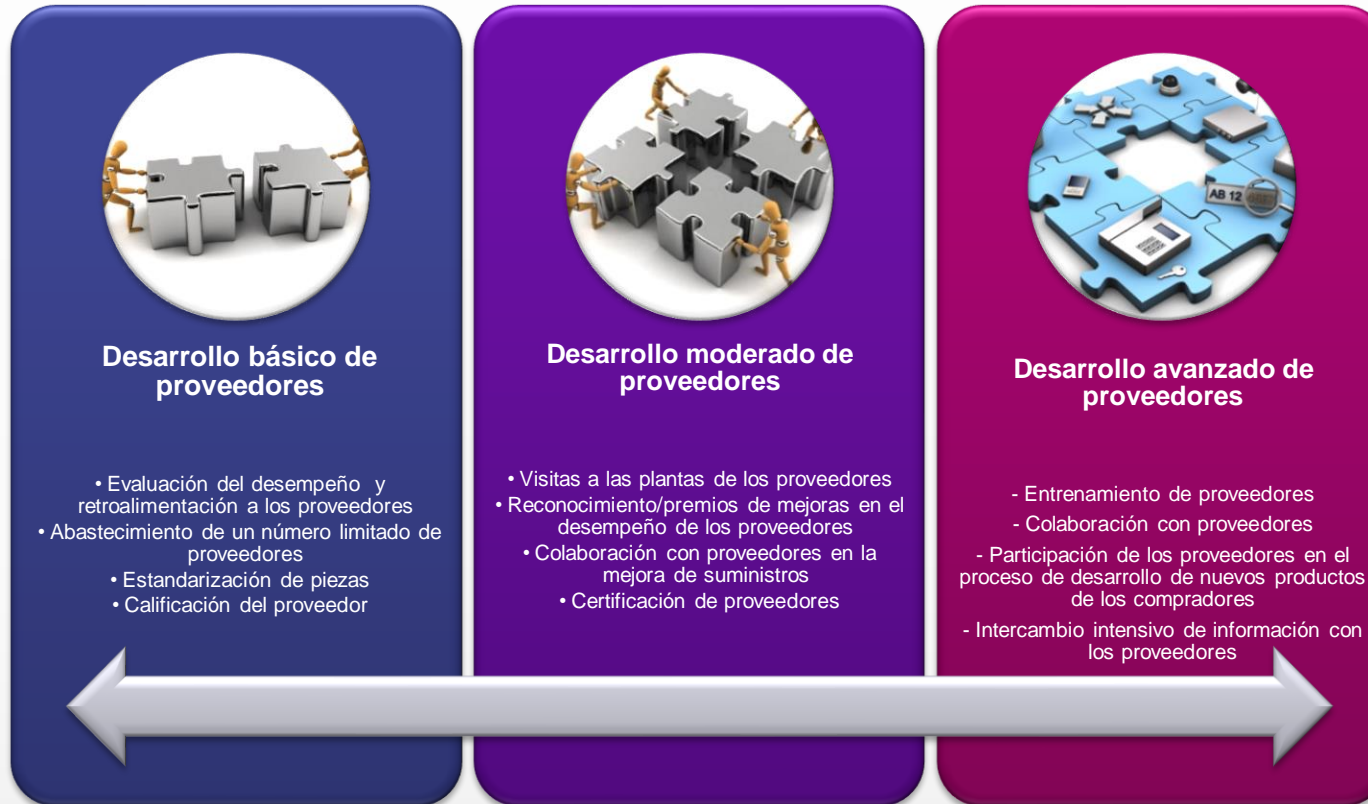 Desarrollo básico de
proveedores
• Evaluación del desempeño y
retroalimentación a los proveedores
• Abastecimiento de un número limitado de
proveedores
• Estandarización de piezas
• Calificación del proveedor
Desarrollo moderado de
proveedores
• Visitas a las plantas de los proveedores
• Reconocimiento/premios de mejoras en el
desempeño de los proveedores
• Colaboración con proveedores en la
mejora de suministros
• Certificación de proveedores
AB 12
Desarrollo avanzado de
proveedores
- Entrenamiento de proveedores
- Colaboración con proveedores
- Participación de los proveedores en el
proceso de desarrollo de nuevos productos
de los compradores
- Intercambio intensivo de información con
los proveedores